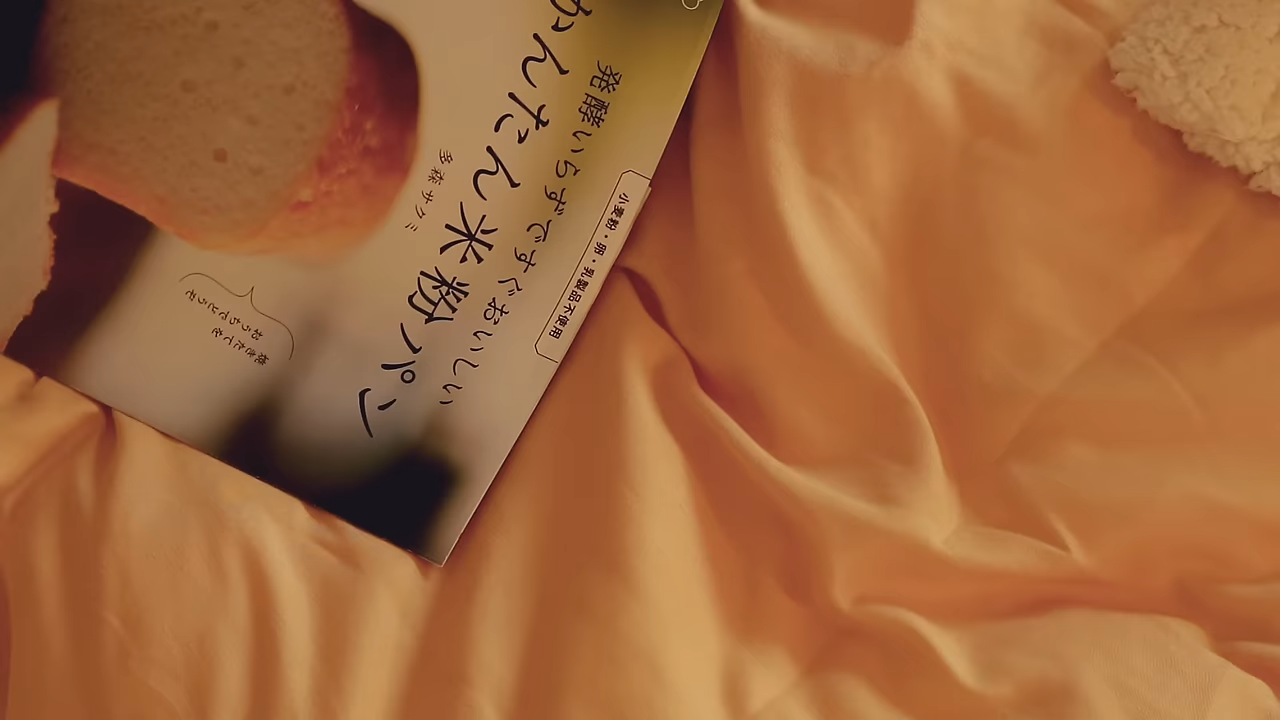 小麦粉・卵・乳製品不使用
発酵いらずですぐおいしい
かんたん米粉パン
多森サクミ
焼きたてを
おうちでどうぞ